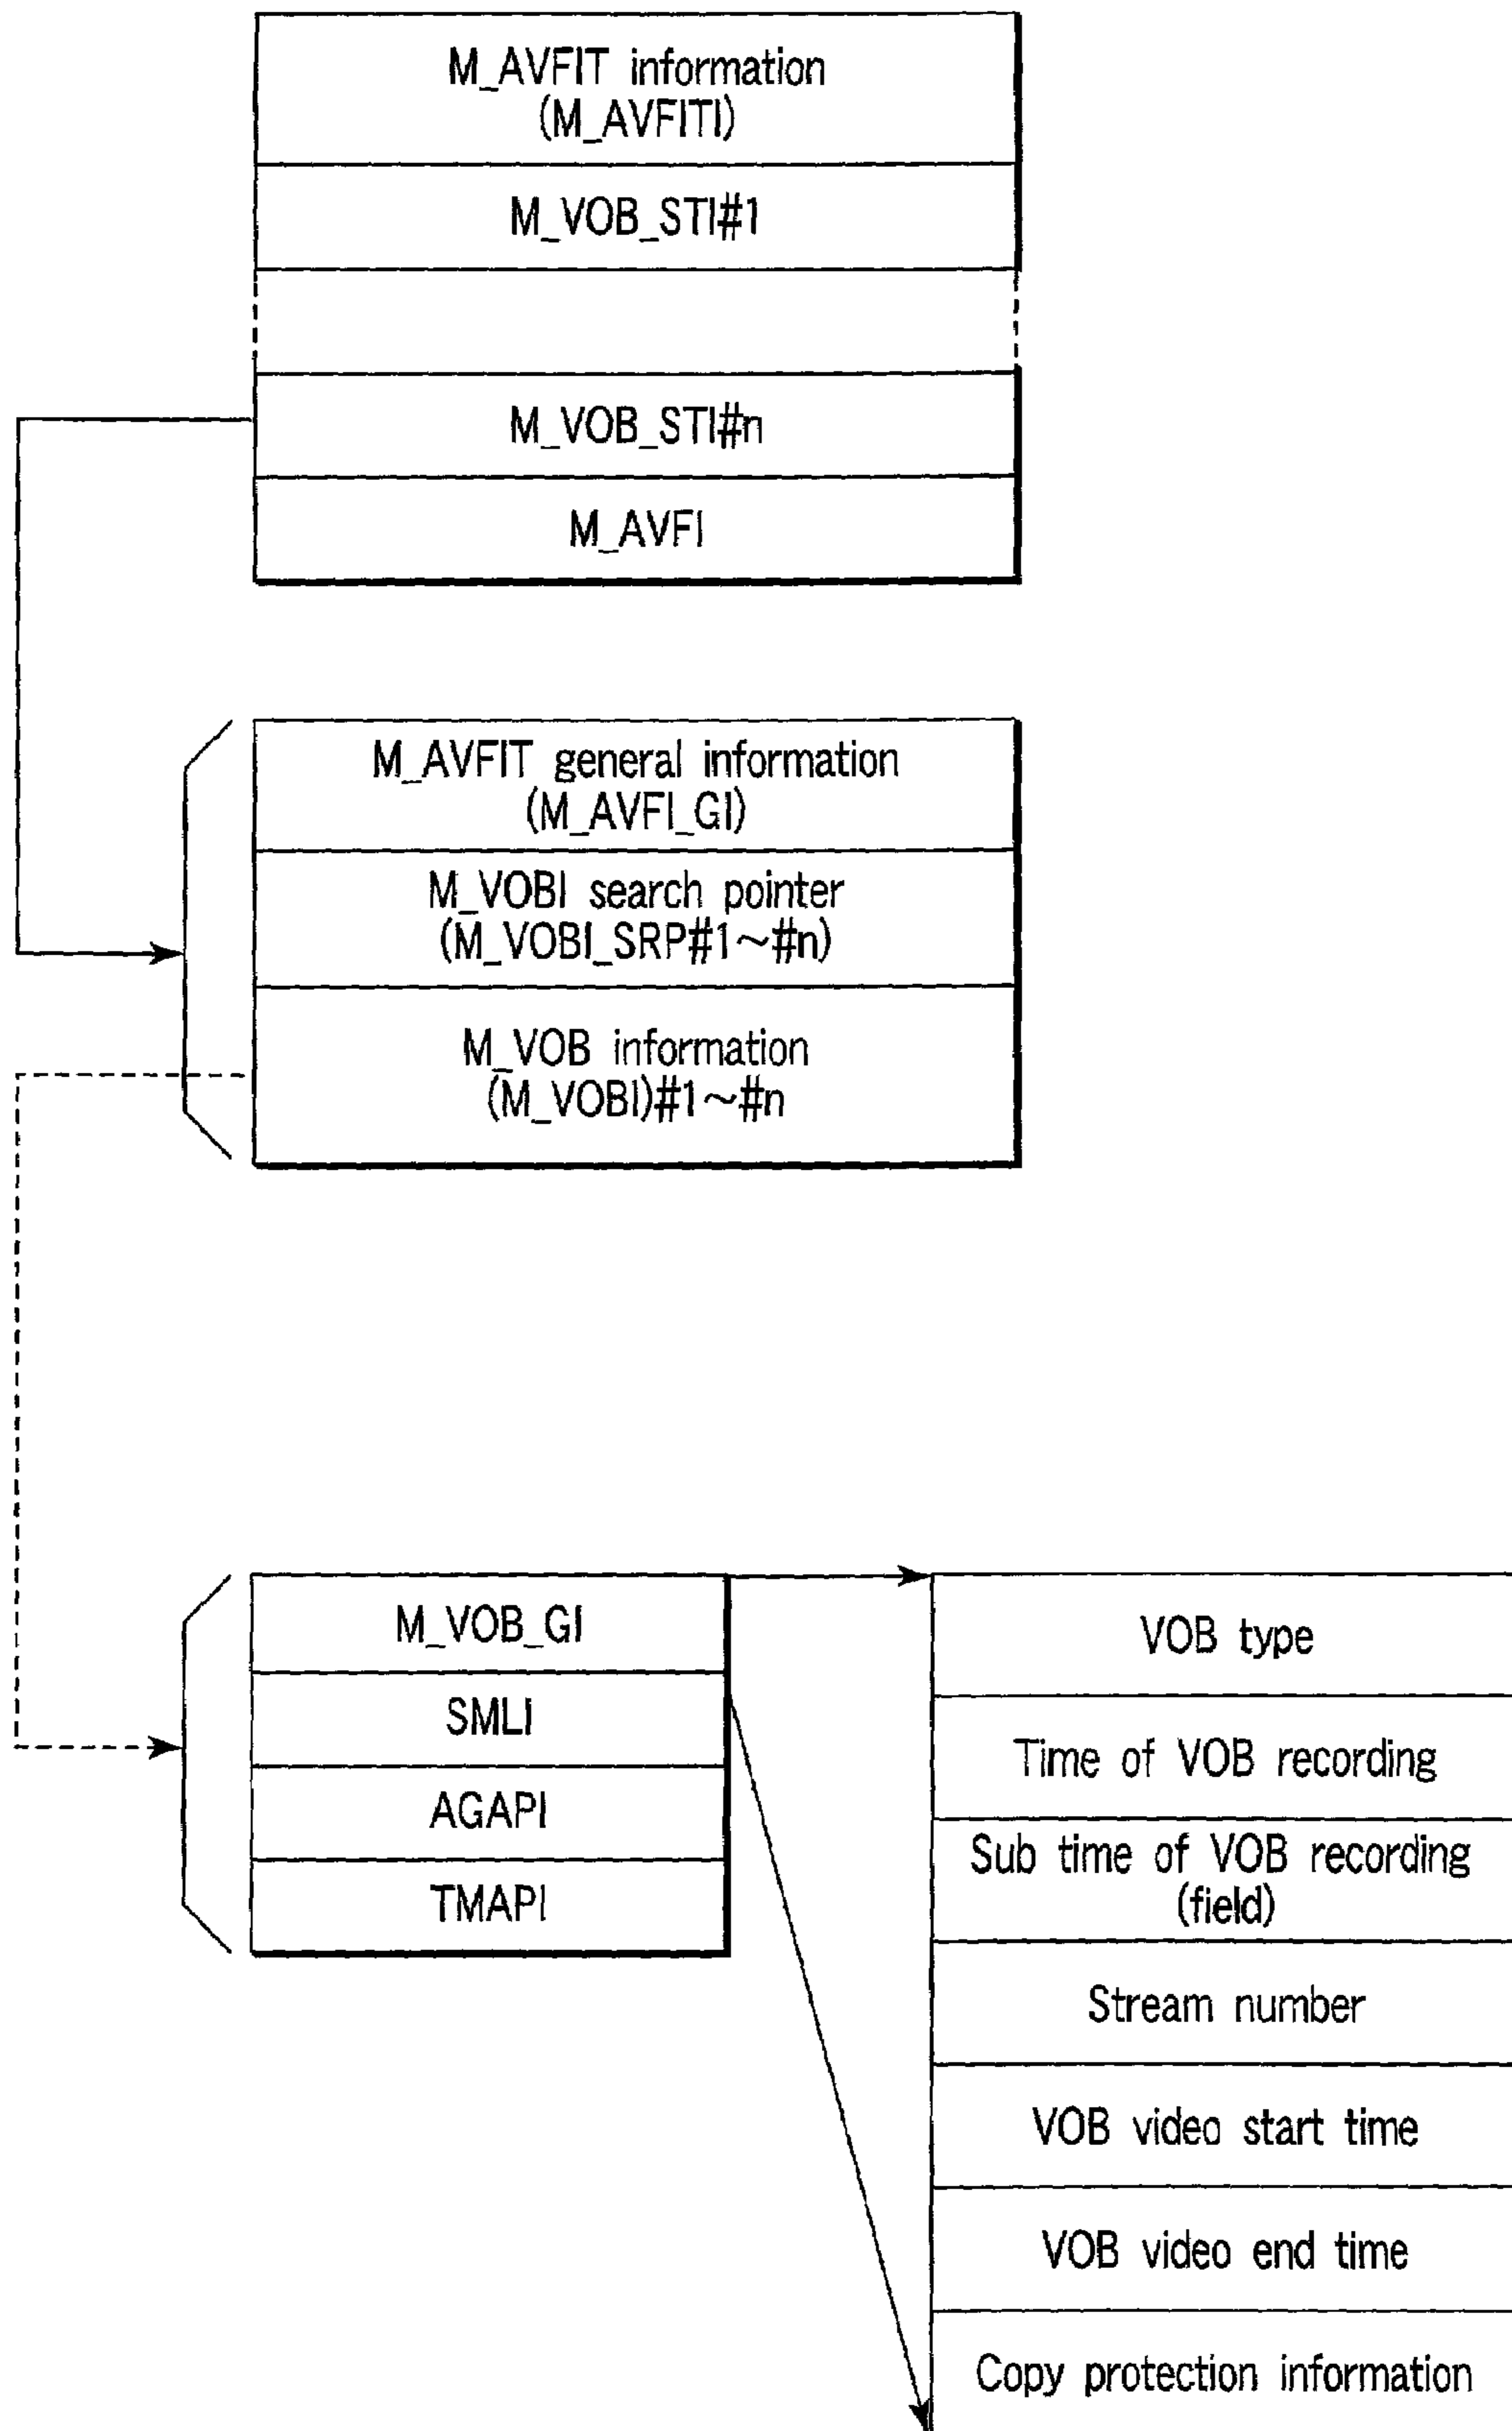 M_AVFIT information
(M_AVFITI)
M_VOB_STI#1
M_VOB_STI#n
M_AVFI
M_AVFIT general information
(M_AVFI_GI)
M_VOBI search pointer
(M_VOBI_SRP#1~#n)
M_VOB information
(M_VOBI)#1~#n
M_VOB_GI
SMLI
AGAPI
TMAPI
VOB type
Time of VOB recording
Sub time of VOB recording
(field)
Stream number
VOB video start time
VOB video end time
Copy protection information